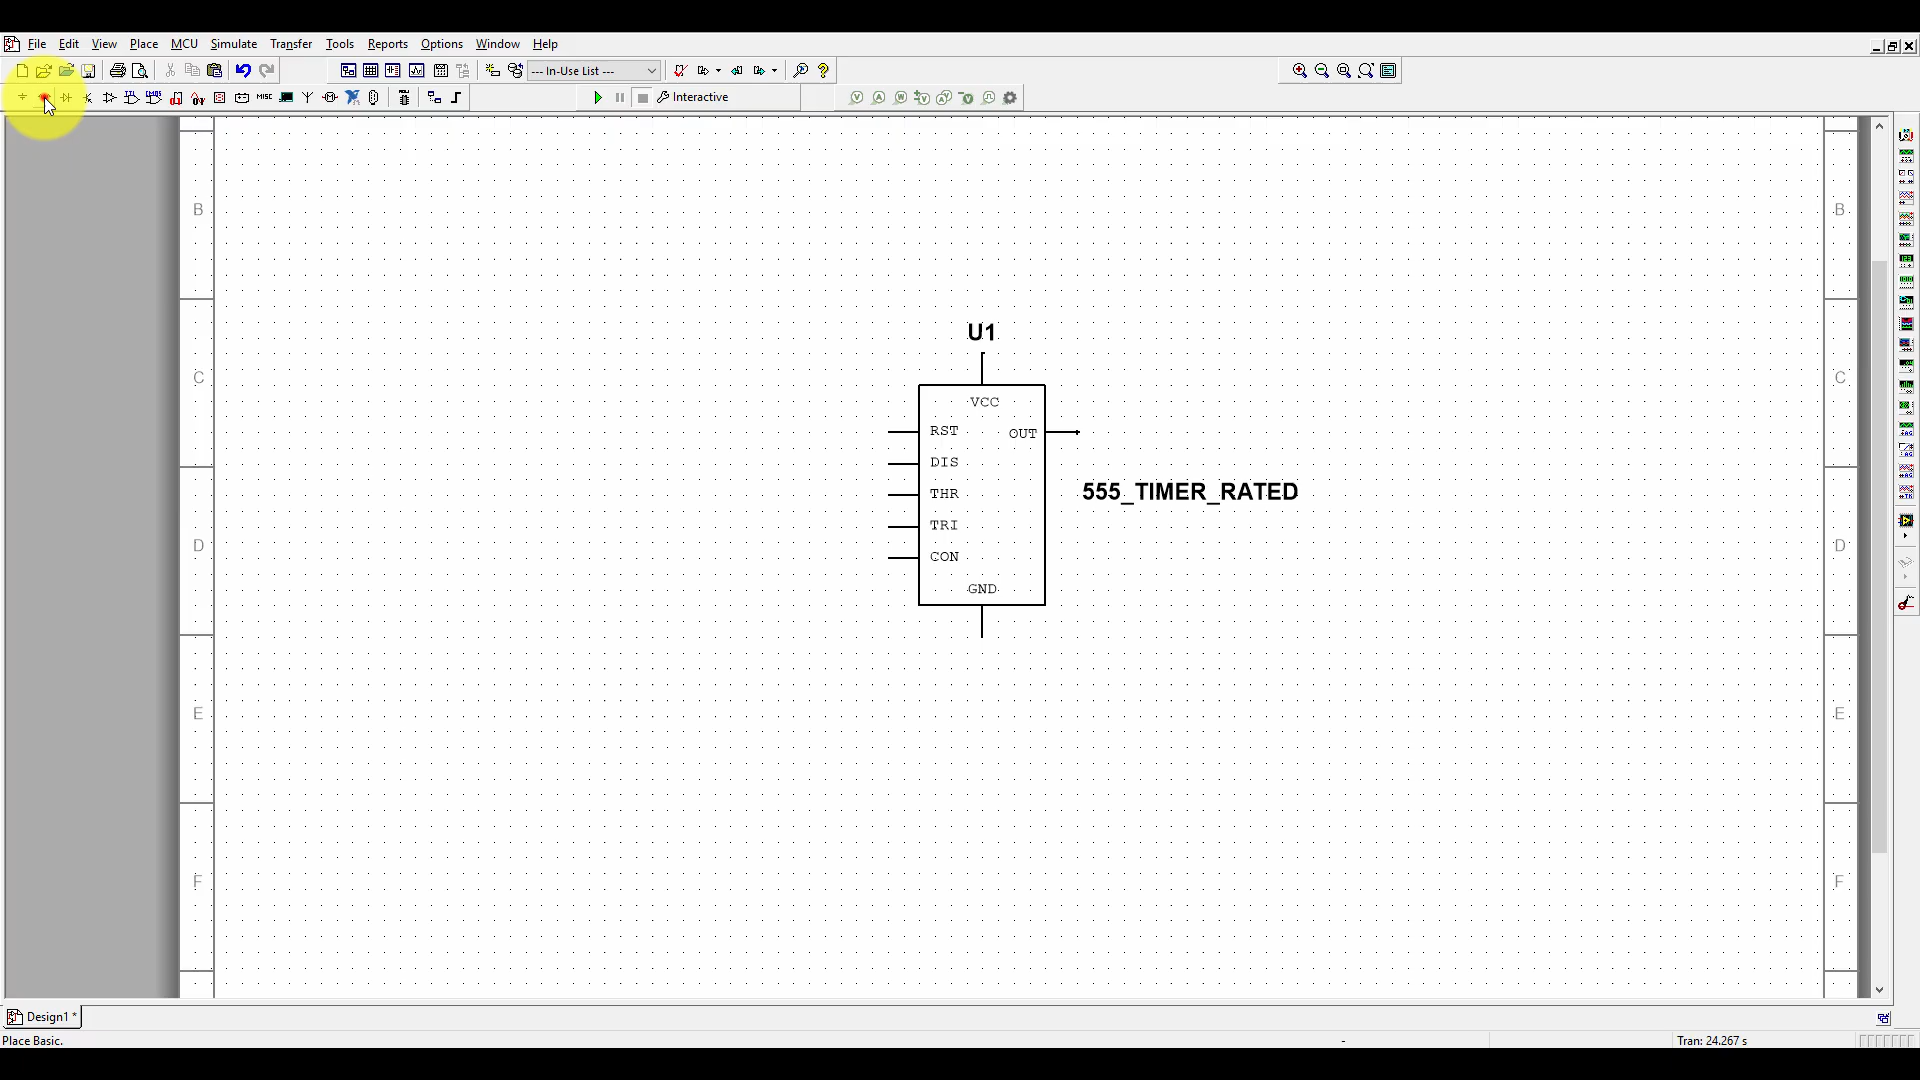 File Edit View Place MCU Simulate Transfer Tools Reports Options Window Help
--- In-Use List ---
MISC Interactive
B B
U1
C C
VCC
RST OUT
DIS
THR
555_TIMER_RATED
TRI
D D
CON
GND
E E
F F
Design1 *
Place Basic. - Tran: 24.267 s